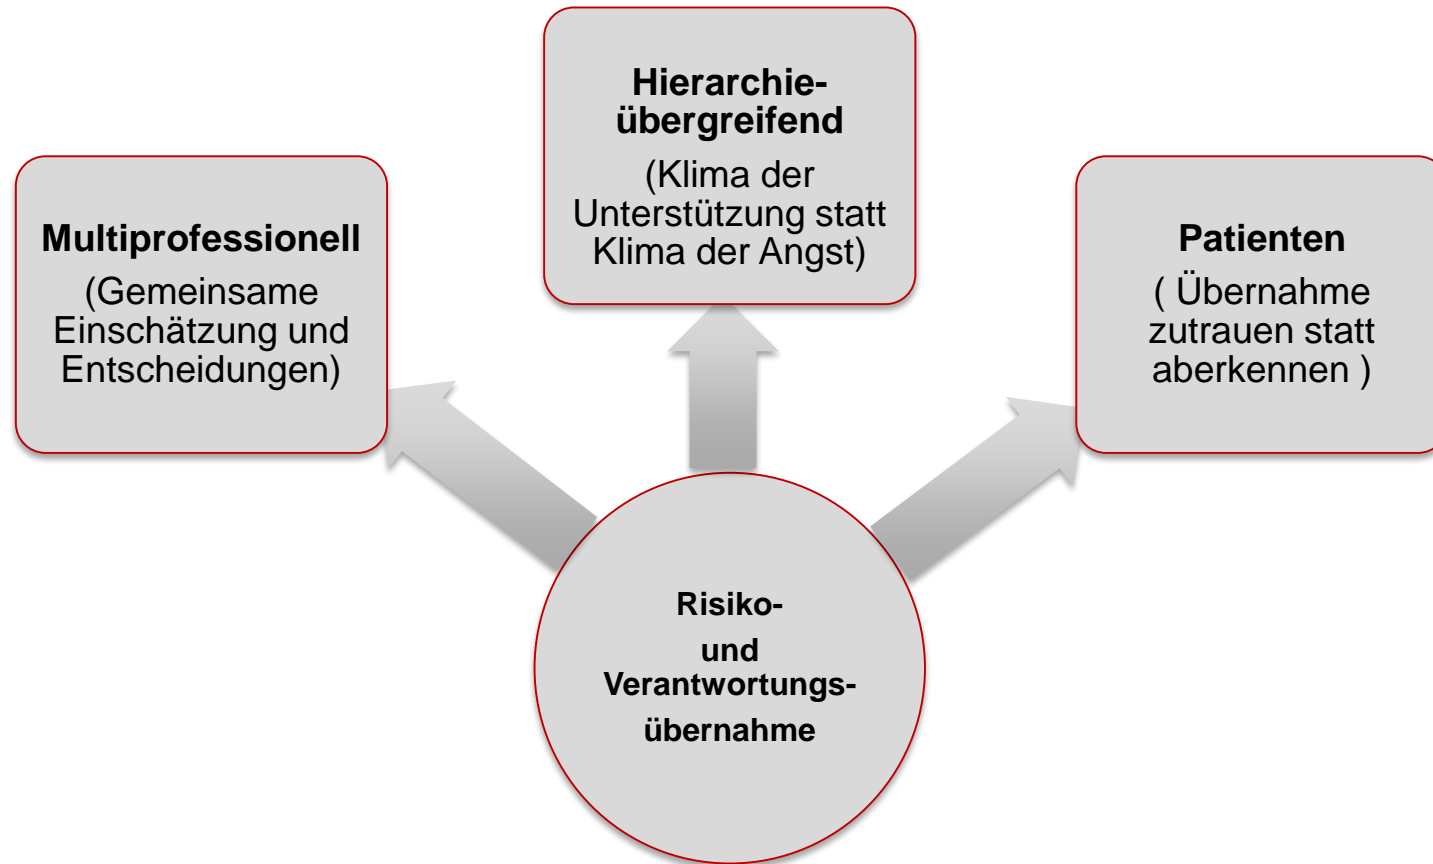 Hierarchie-
übergreifend
(Klima der
Unterstützung statt
Klima der Angst)
Multiprofessionell
(Gemeinsame
Einschätzung und
Entscheidungen)
Patienten
( Übernahme
zutrauen statt
aberkennen )
Risiko-
und
Verantwortungs-
übernahme